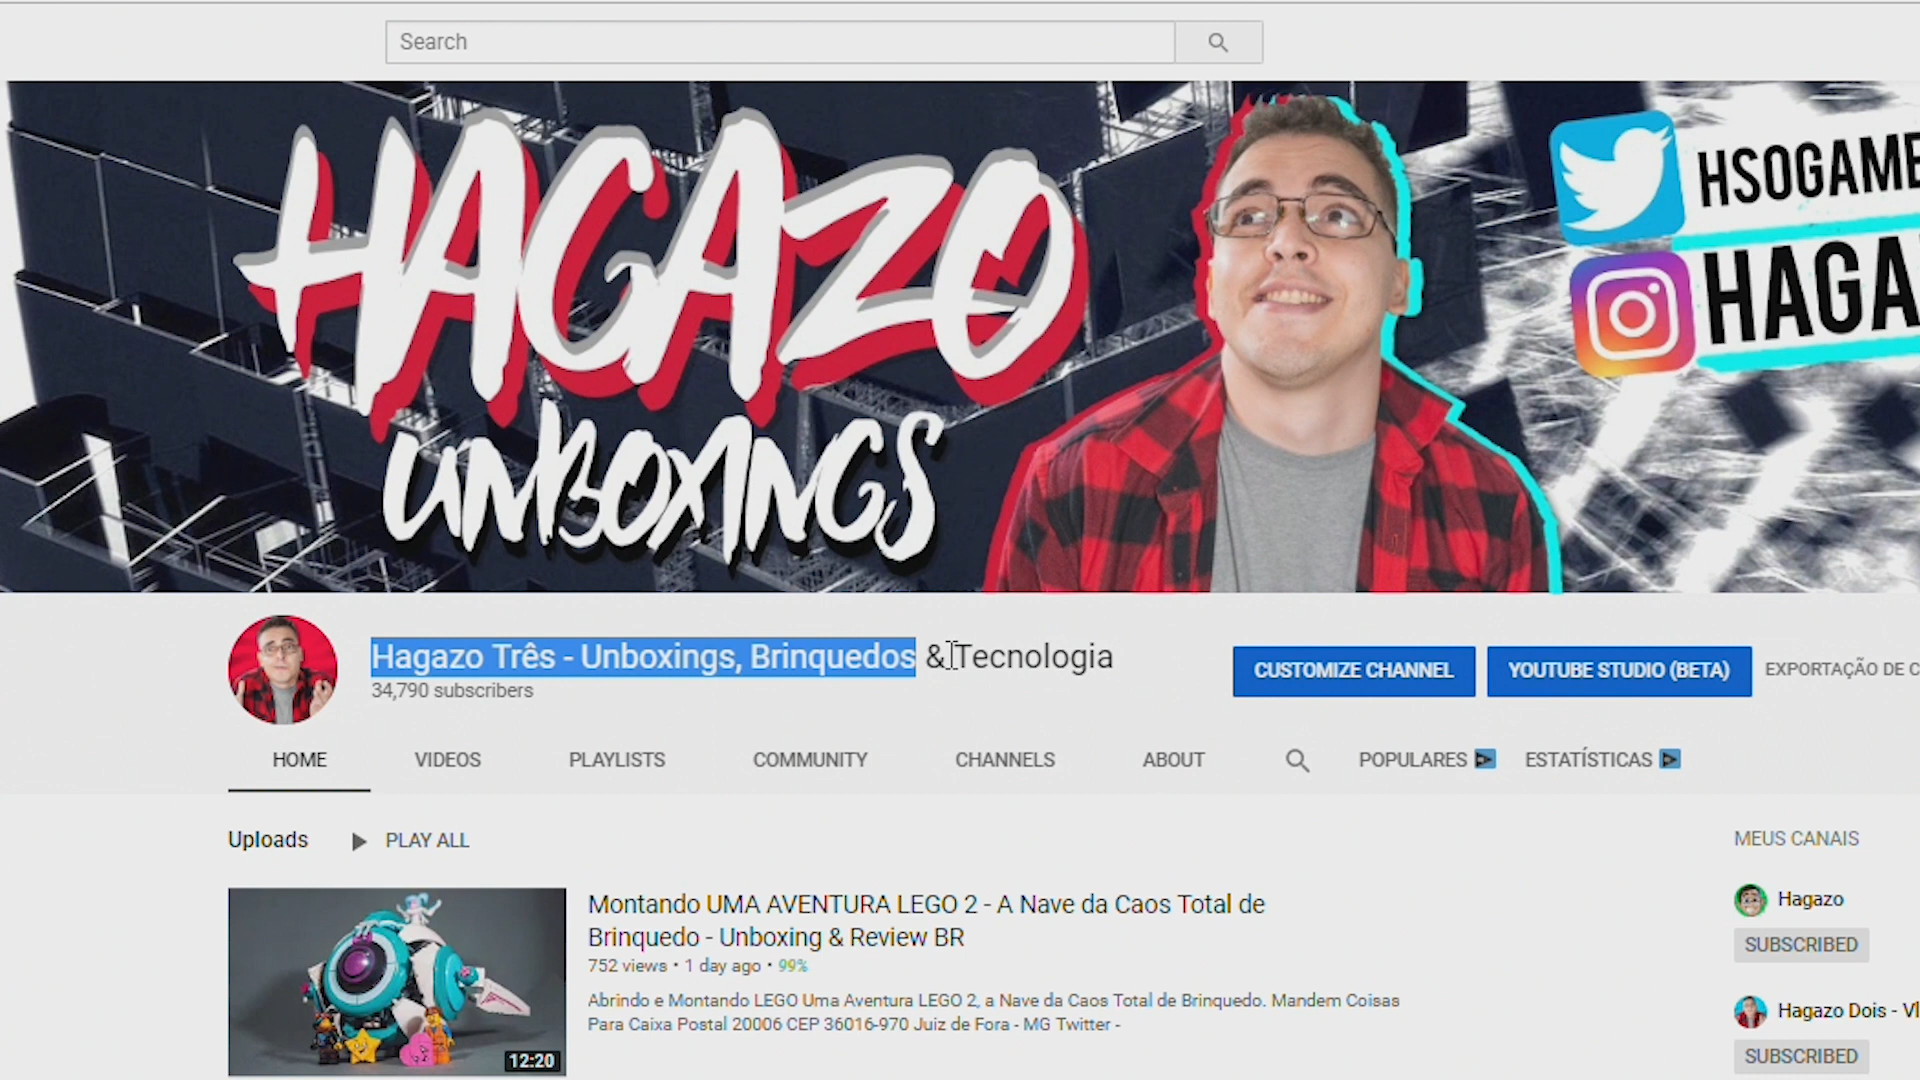 Search
HAGAZO
UNBOXINGS
HSOGAME
HAGA
Hagazo Três - Unboxings, Brinquedos & Tecnologia
34,790 subscribers
CUSTOMIZE CHANNEL
YOUTUBE STUDIO (BETA)
EXPORTAÇÃO DE C
HOME
VIDEOS
PLAYLISTS
COMMUNITY
CHANNELS
ABOUT
POPULARES
ESTATÍSTICAS
Uploads
PLAY ALL
Montando UMA AVENTURA LEGO 2 - A Nave da Caos Total de
Brinquedo - Unboxing & Review BR
752 views • 1 day ago • 99%
Abrindo e Montando LEGO Uma Aventura LEGO 2, a Nave da Caos Total de Brinquedo. Mandem Coisas
Para Caixa Postal 20006 CEP 36016-970 Juiz de Fora - MG Twitter -
12:20
MEUS CANAIS
Hagazo
SUBSCRIBED
Hagazo Dois - Vl
SUBSCRIBED